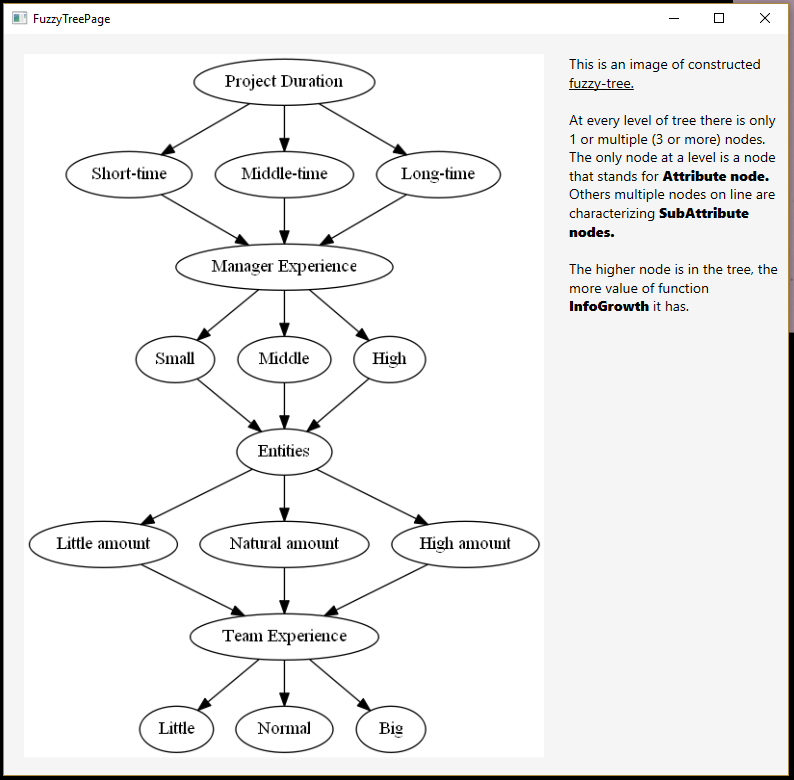 FuzzyTreePage
Project Duration
Short-time Middle-time Long-time
Manager Experience
Small Middle High
Entities
Little amount Natural amount High amount
Team Experience
Little Normal Big
This is an image of constructed
fuzzy-tree.
At every level of tree there is only
1 or multiple (3 or more) nodes.
The only node at a level is a node
that stands for Attribute node.
Others multiple nodes on line are
characterizing SubAttribute
nodes.
The higher node is in the tree, the
more value of function
InfoGrowth it has.